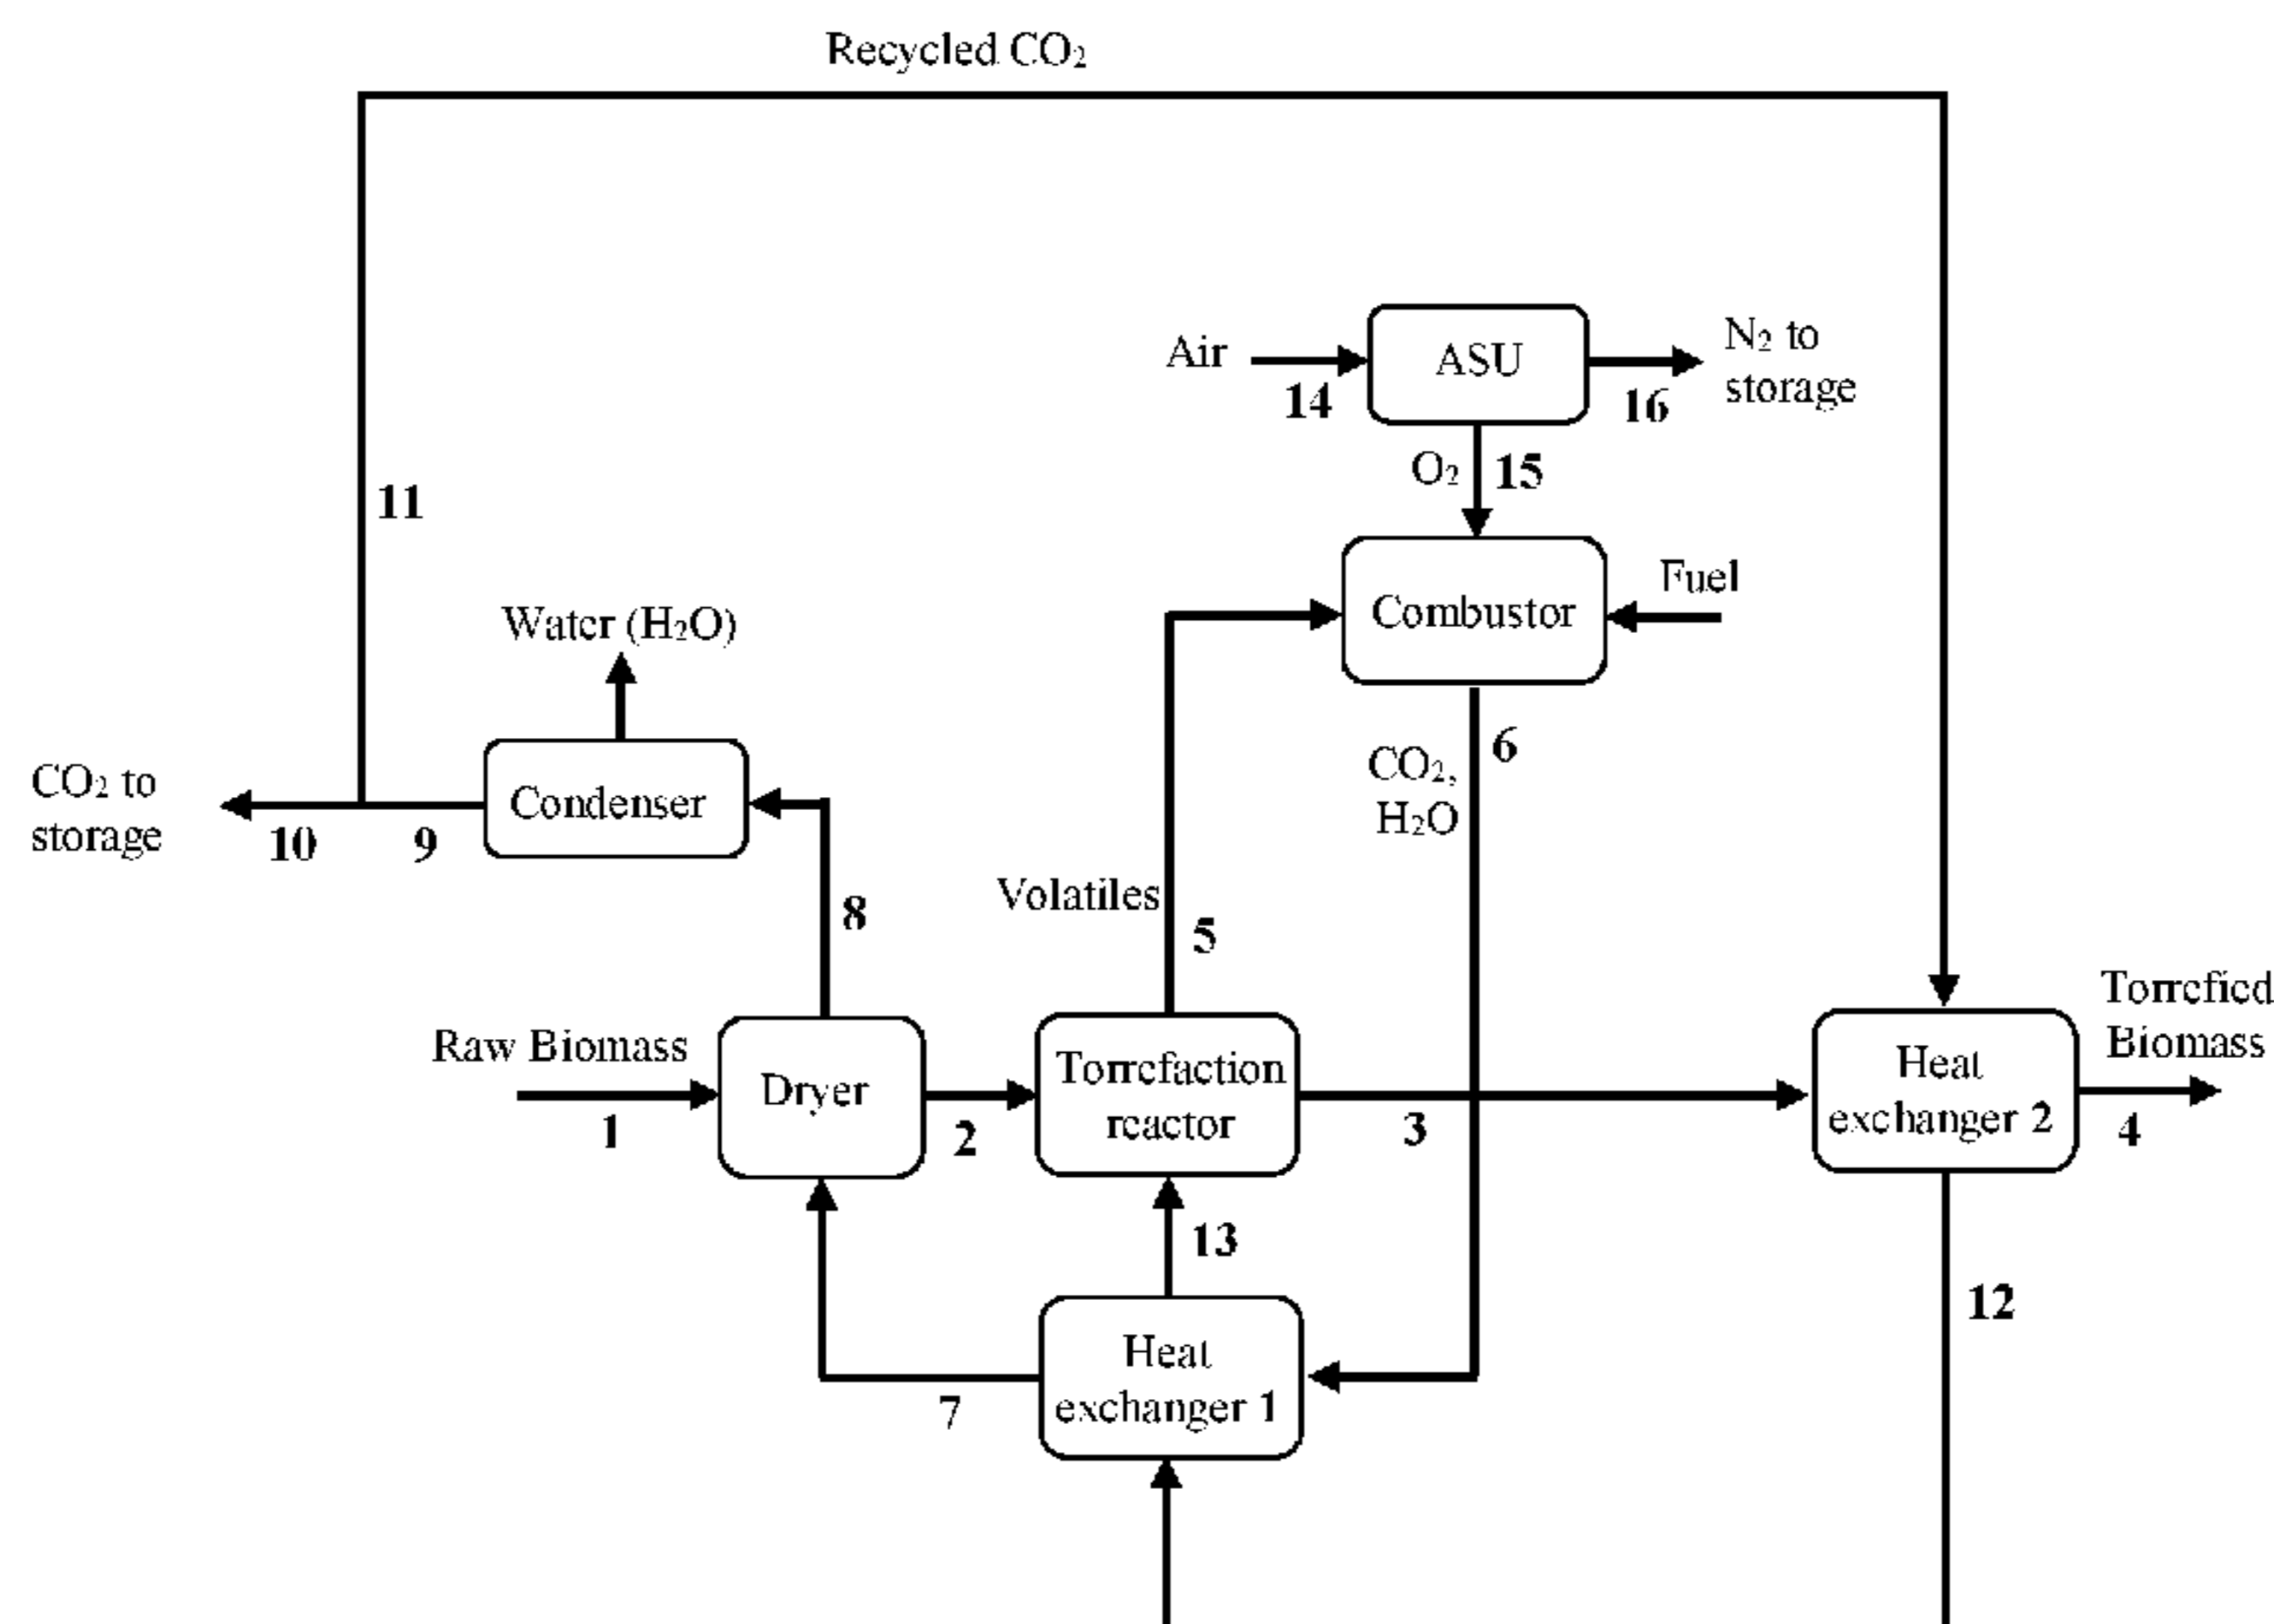 Recycled CO₂
Air
14
ASU
16
N₂ to
storage
O₂
15
11
Combustor
Fuel
Water (H₂O)
6
CO₂,
H₂O
CO₂ to
storage
10
9
Condenser
8
Volatiles
5
Raw Biomass
1
Dryer
2
Torrefaction
reactor
3
Heat
exchanger 2
Torrefied
Biomass
4
13
12
7
Heat
exchanger 1